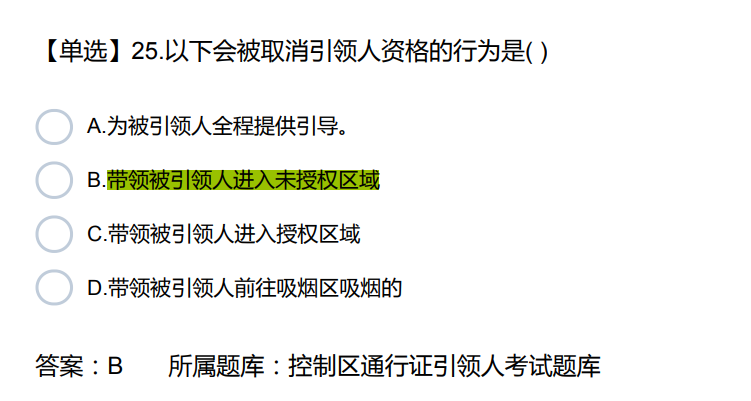 【单选】25.以下会被取消引领人资格的行为是( )
A.为被引领人全程提供引导。
B.带领被引领人进入未授权区域
C.带领被引领人进入授权区域
D.带领被引领人前往吸烟区吸烟的
答案：B 所属题库：控制区通行证引领人考试题库